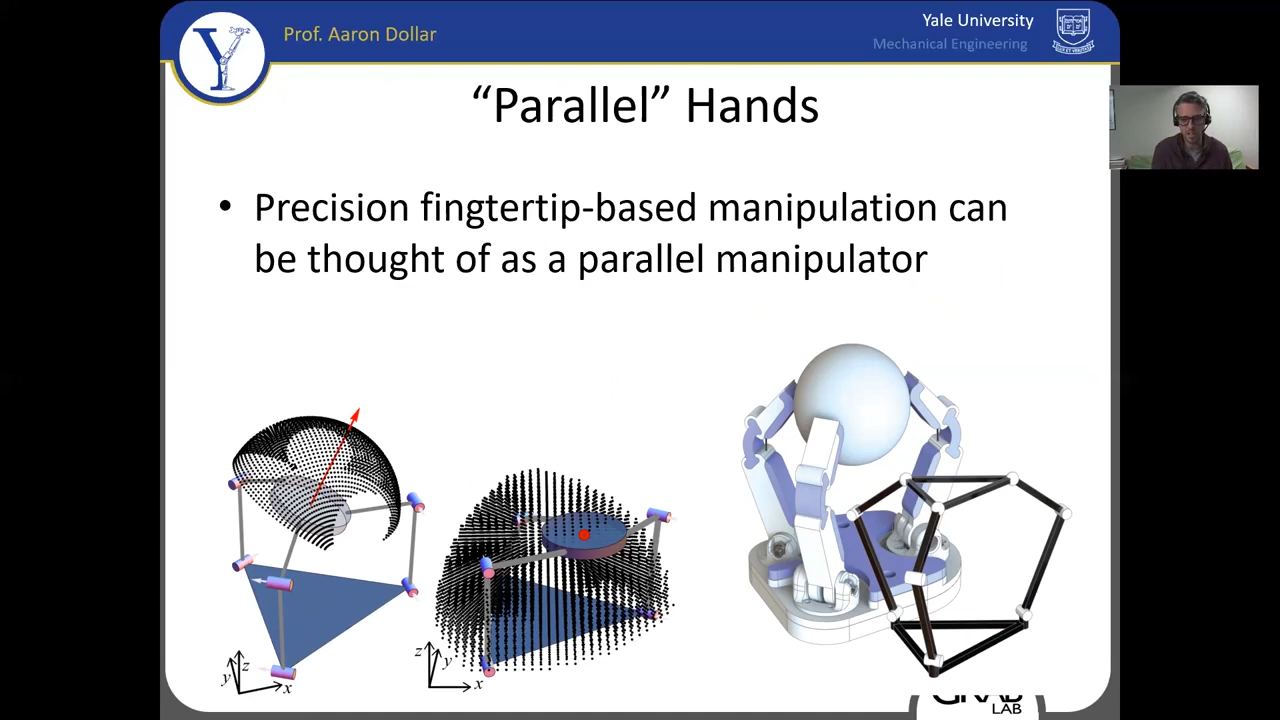 Prof. Aaron Dollar
Yale University
Mechanical Engineering
Y
“Parallel” Hands
• Precision fingtertip-based manipulation can
be thought of as a parallel manipulator
z
y
x
z
y
x
GRAB
LAB